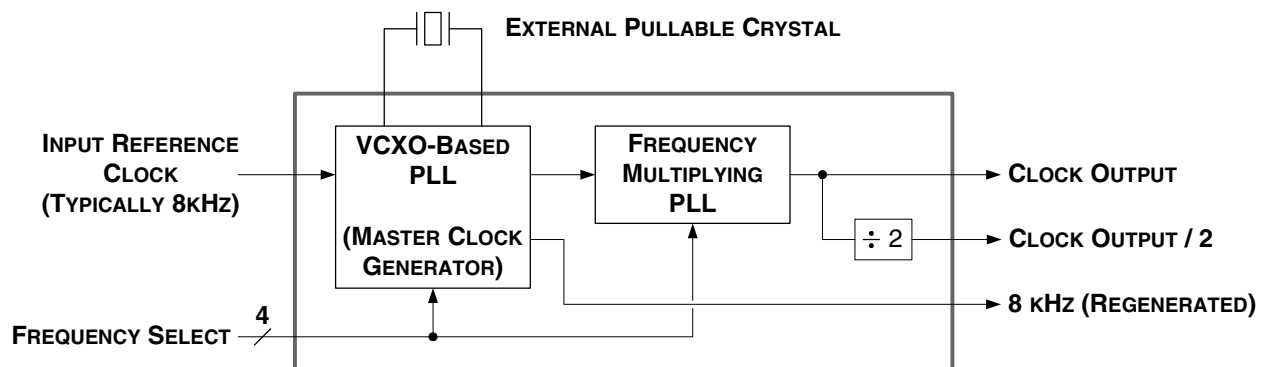 EXTERNAL PULLABLE CRYSTAL
INPUT REFERENCE
CLOCK
(TYPICALLY 8KHZ)
VCXO-BASED
PLL
(MASTER CLOCK
GENERATOR)
FREQUENCY
MULTIPLYING
PLL
CLOCK OUTPUT
÷ 2
CLOCK OUTPUT / 2
8 KHZ (REGENERATED)
FREQUENCY SELECT
4